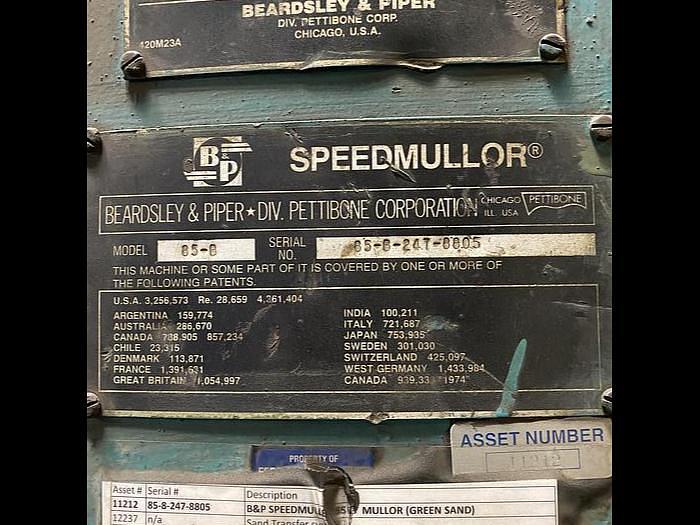 BEARDSLEY & PIPER
DIV. PETTIBONE CORP.
CHICAGO, U.S.A.
120M23A
B&P SPEEDMULLOR®
BEARDSLEY & PIPER★DIV. PETTIBONE CORPORATION CHICAGO ILL. USA PETTIBONE
MODEL 85-B SERIAL NO. 85-8-247-8805
THIS MACHINE OR SOME PART OF IT IS COVERED BY ONE OR MORE OF
THE FOLLOWING PATENTS.
U.S.A. 3,256,573 Re. 28,659 4,261,404
ARGENTINA 159,774
AUSTRALIA 286,670
CANADA 857,234
CHILE 23,315
DENMARK 113,871
FRANCE 1,391,631
GREAT BRITAIN 1,054,997
INDIA 100,211
ITALY 721,687
JAPAN 753,935
SWEDEN 301,030
SWITZERLAND 425,097
WEST GERMANY 1,433,984
CANADA "1974"
PROPERTY OF
ASSET NUMBER
11212
Asset # Serial # Description
11212 85-8-247-8805 B&P MULLOR (GREEN SAND)
12237 n/a Sand Transfer